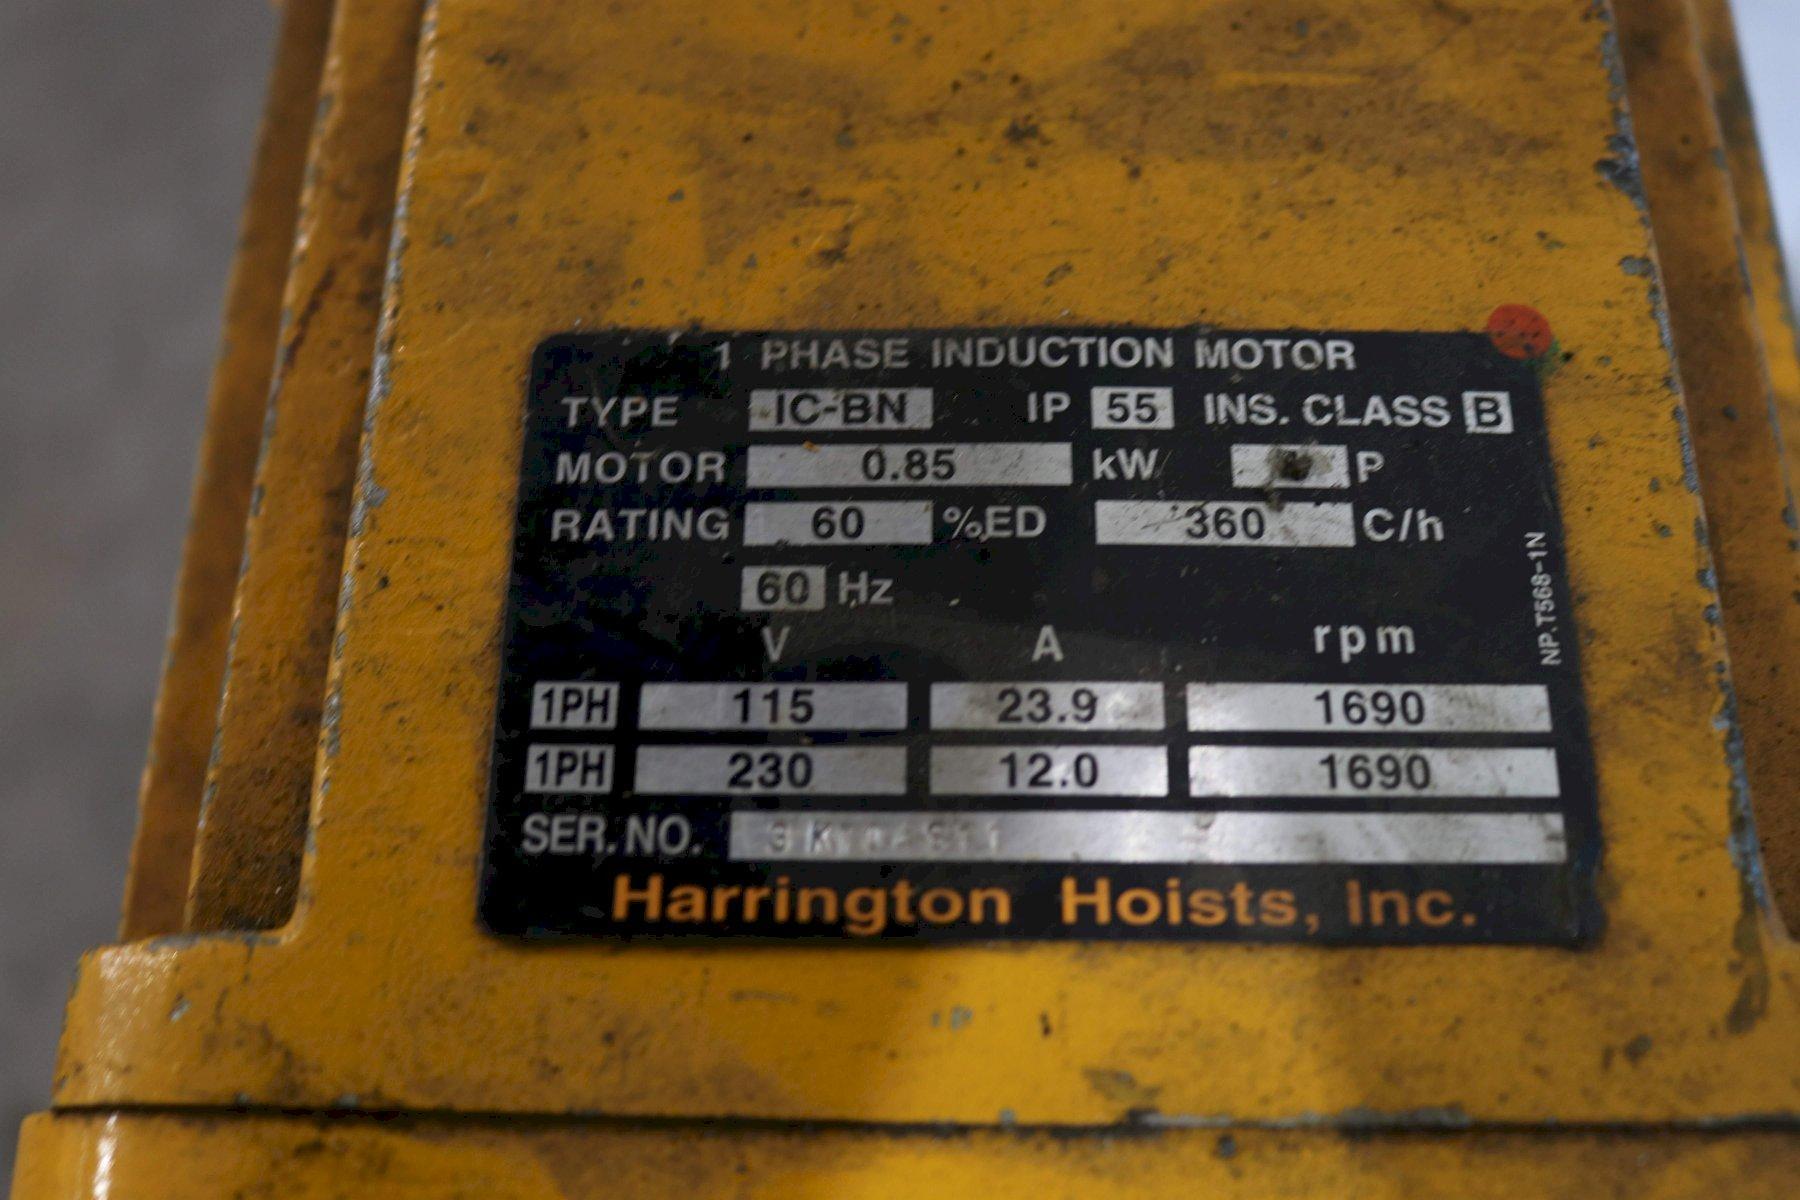 1 PHASE INDUCTION MOTOR
TYPE IC-BN IP 55 INS. CLASS B
MOTOR 0.85 kW P
RATING 60 %ED 360 C/h
60 Hz
V A rpm
1PH 115 23.9 1690
1PH 230 12.0 1690
SER. NO.
Harrington Hoists, Inc.
NP.T568-1N